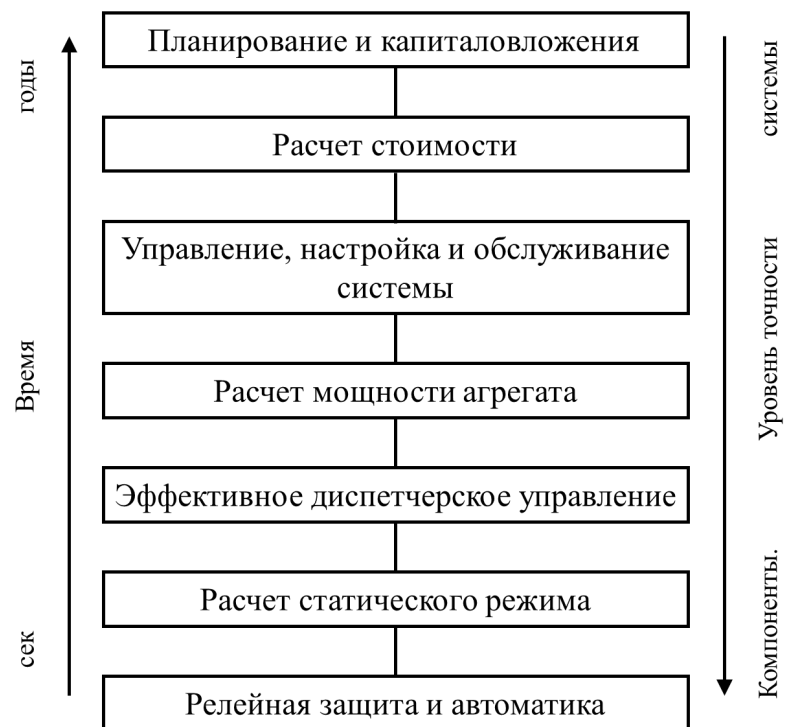 Планирование и капиталовложения
годы
системы
Расчет стоимости
Управление, настройка и обслуживание
системы
Время
Уровень точности
Расчет мощности агрегата
Эффективное диспетчерское управление
Расчет статического режима
сек
Компоненты.
Релейная защита и автоматика